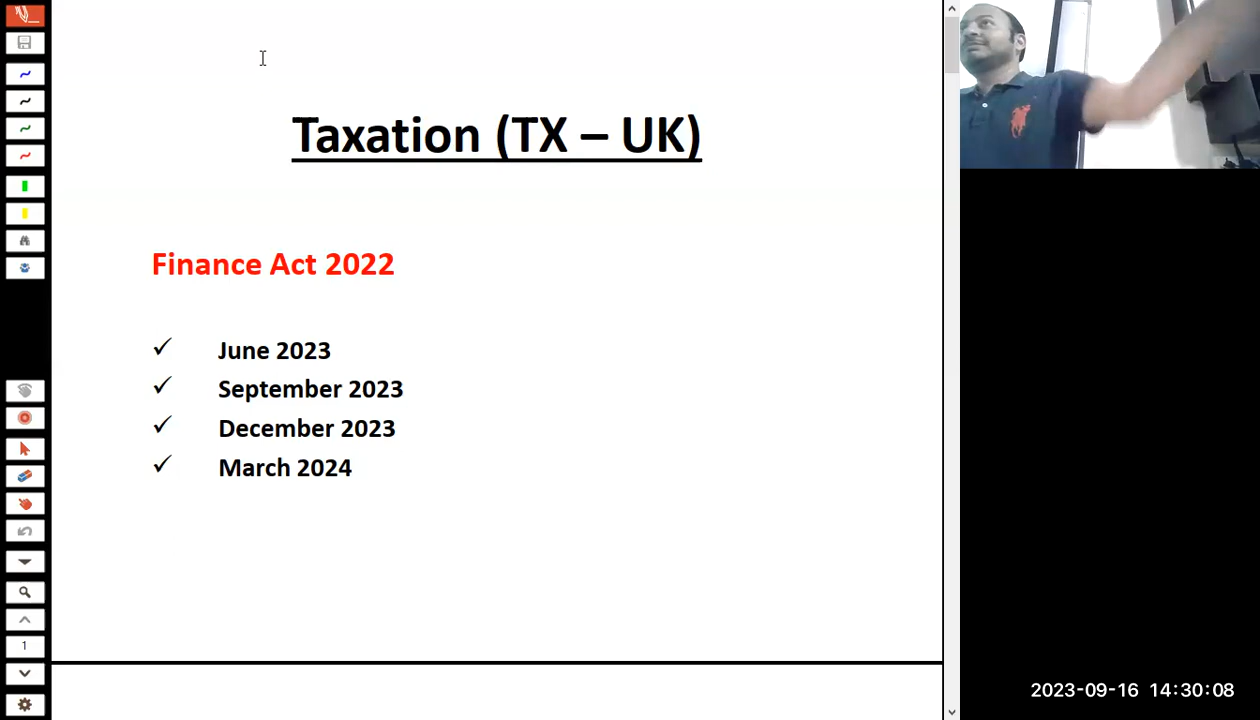 Taxation (TX – UK)
Finance Act 2022
✓ June 2023
✓ September 2023
✓ December 2023
✓ March 2024
1
2023-09-16 14:30:08